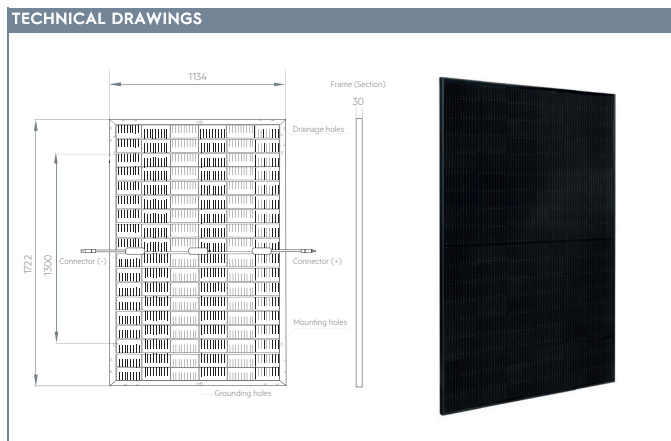 TECHNICAL DRAWINGS
1134
Frame (Section)
30
Drainage holes
1722
1300
Connector (-)
Connector (+)
Mounting holes
Grounding holes